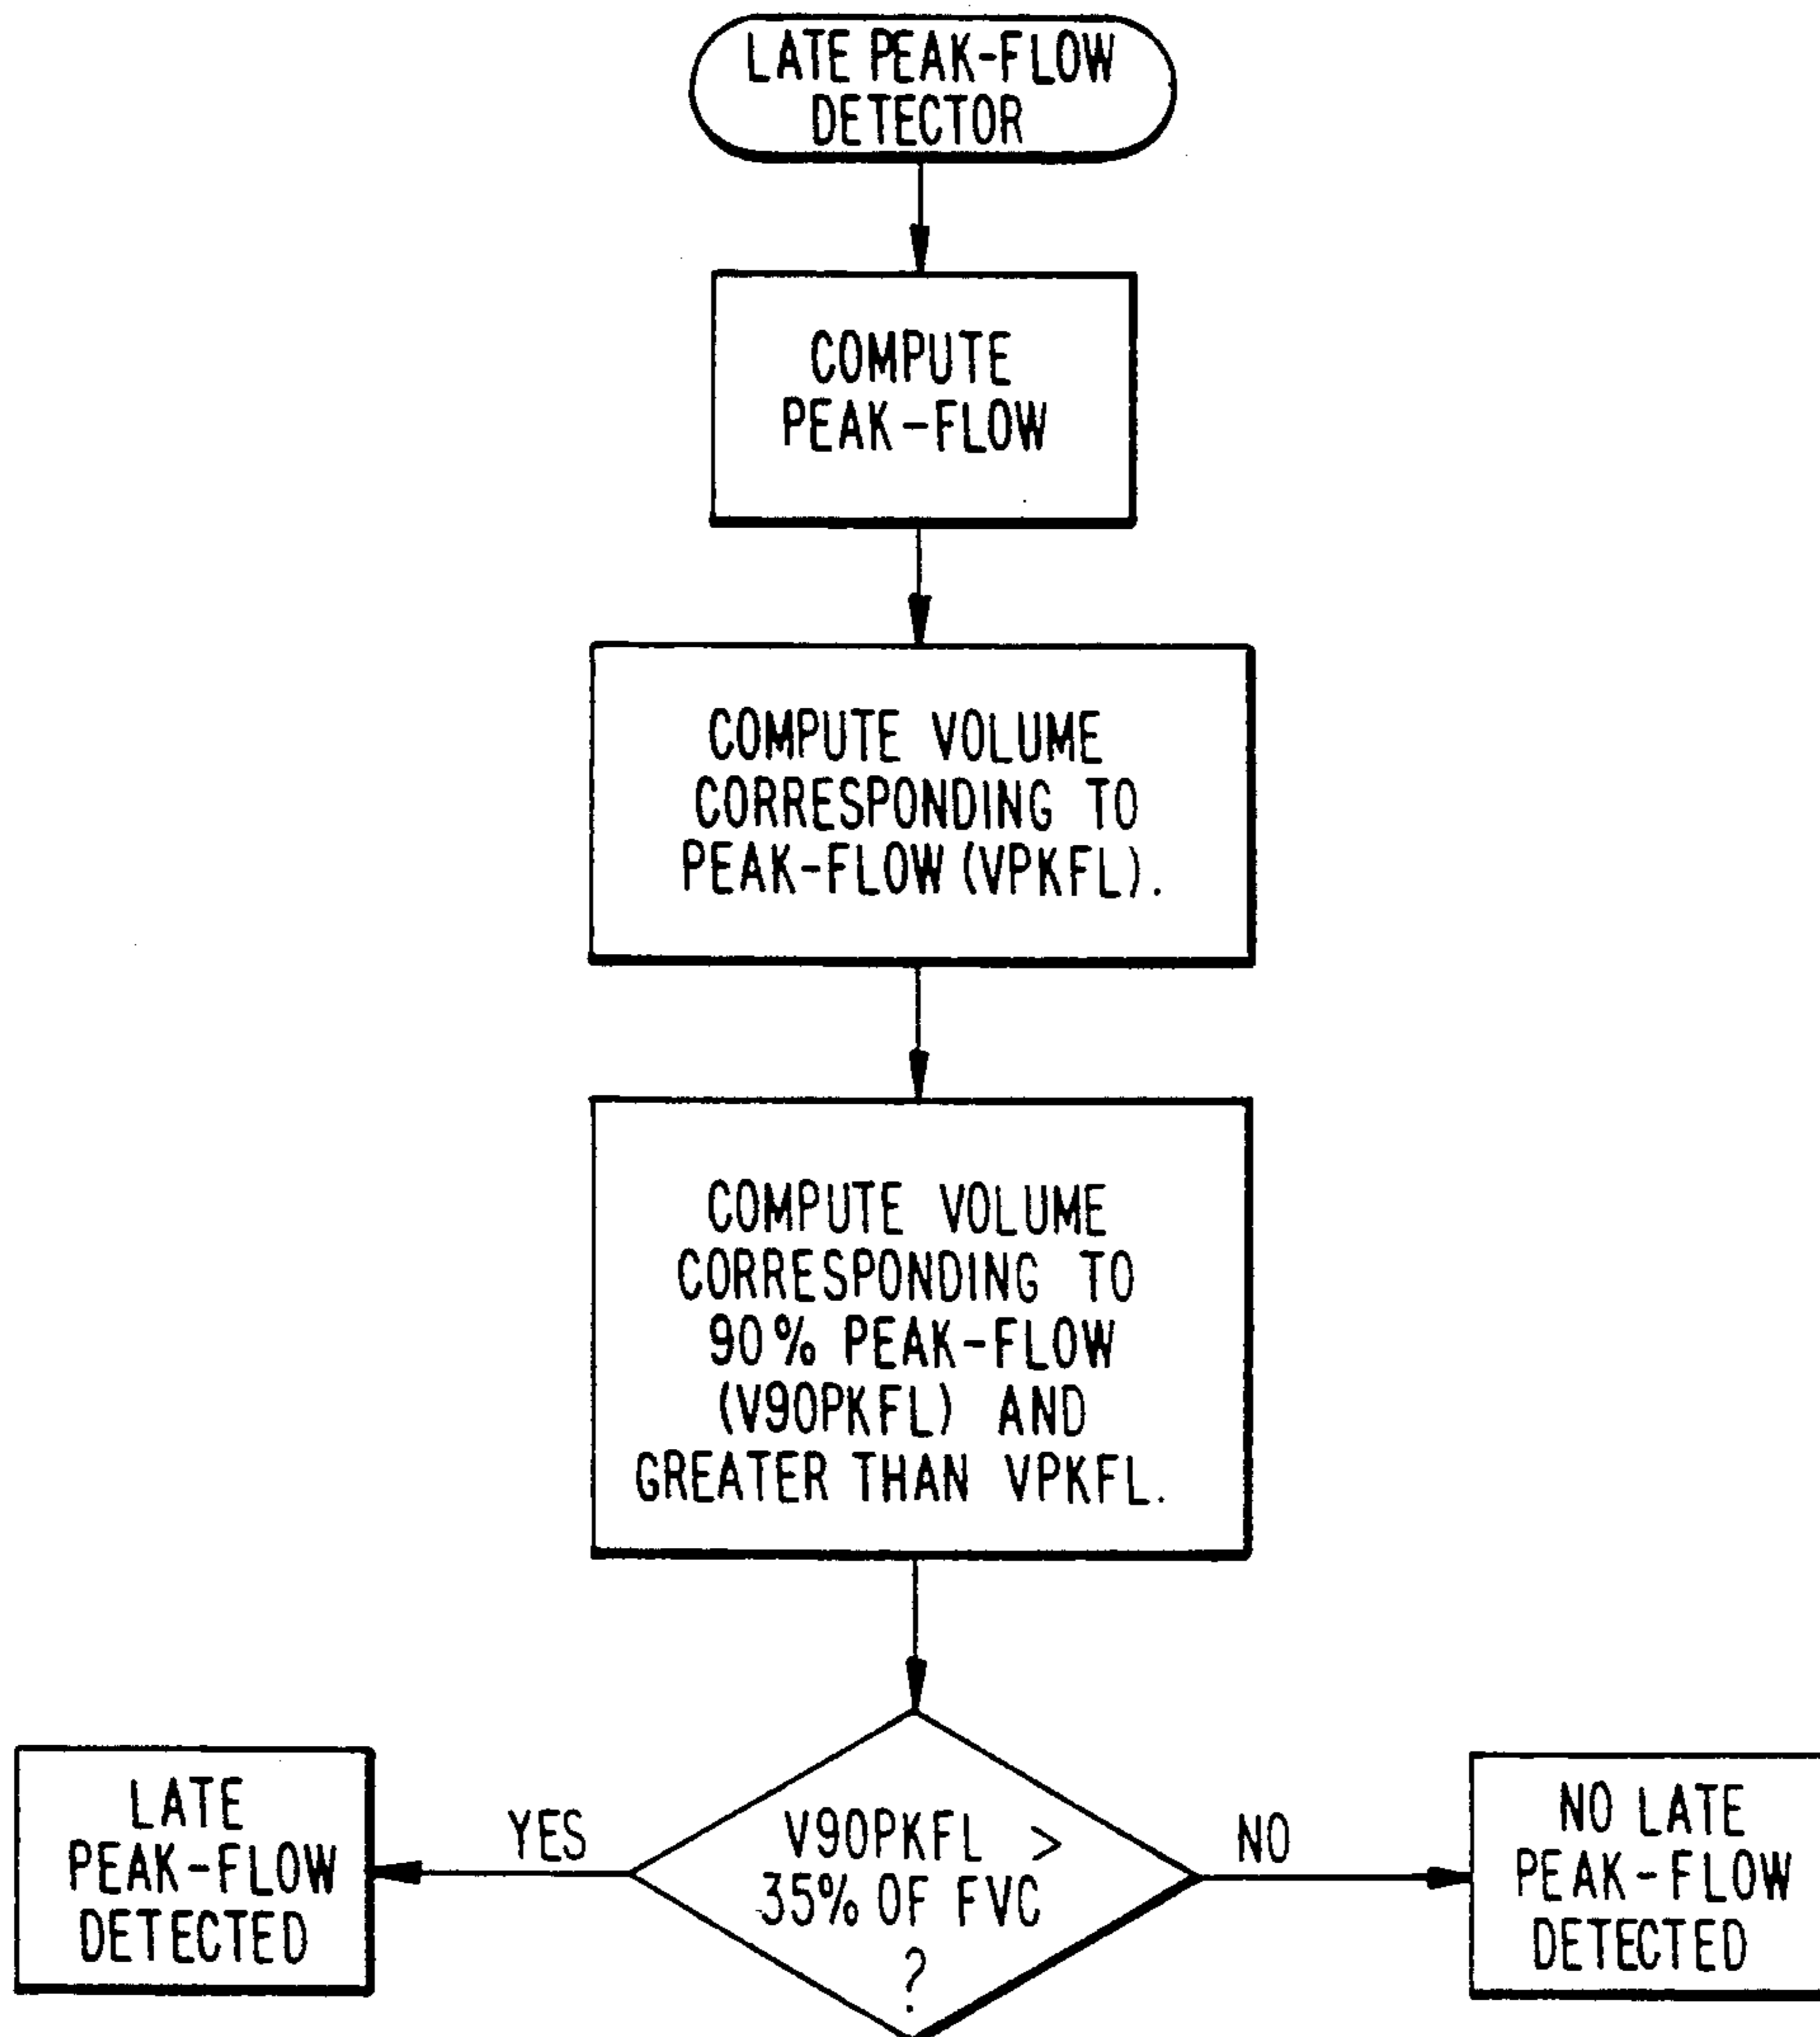 LATE PEAK-FLOW
DETECTOR
COMPUTE
PEAK-FLOW
COMPUTE VOLUME
CORRESPONDING TO
PEAK-FLOW (VPKFL).
COMPUTE VOLUME
CORRESPONDING TO
90% PEAK-FLOW
(V90PKFL) AND
GREATER THAN VPKFL.
V90PKFL >
35% OF FVC
?
YES
LATE
PEAK-FLOW
DETECTED
NO
NO LATE
PEAK-FLOW
DETECTED